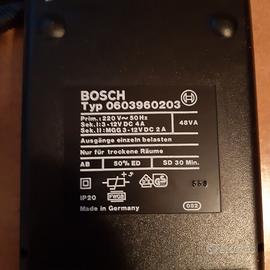 BOSCH
Typ 0603960203
Prim.: 220 V~ 50Hz
Sek.I:3-12V DC 4A
Sek.II:MGG 3-12V DC 2A
48VA
Ausgänge einzeln belasten
Nur für trockene Räume
AB 50% ED SD 30 Min.
IP20
Made in Germany